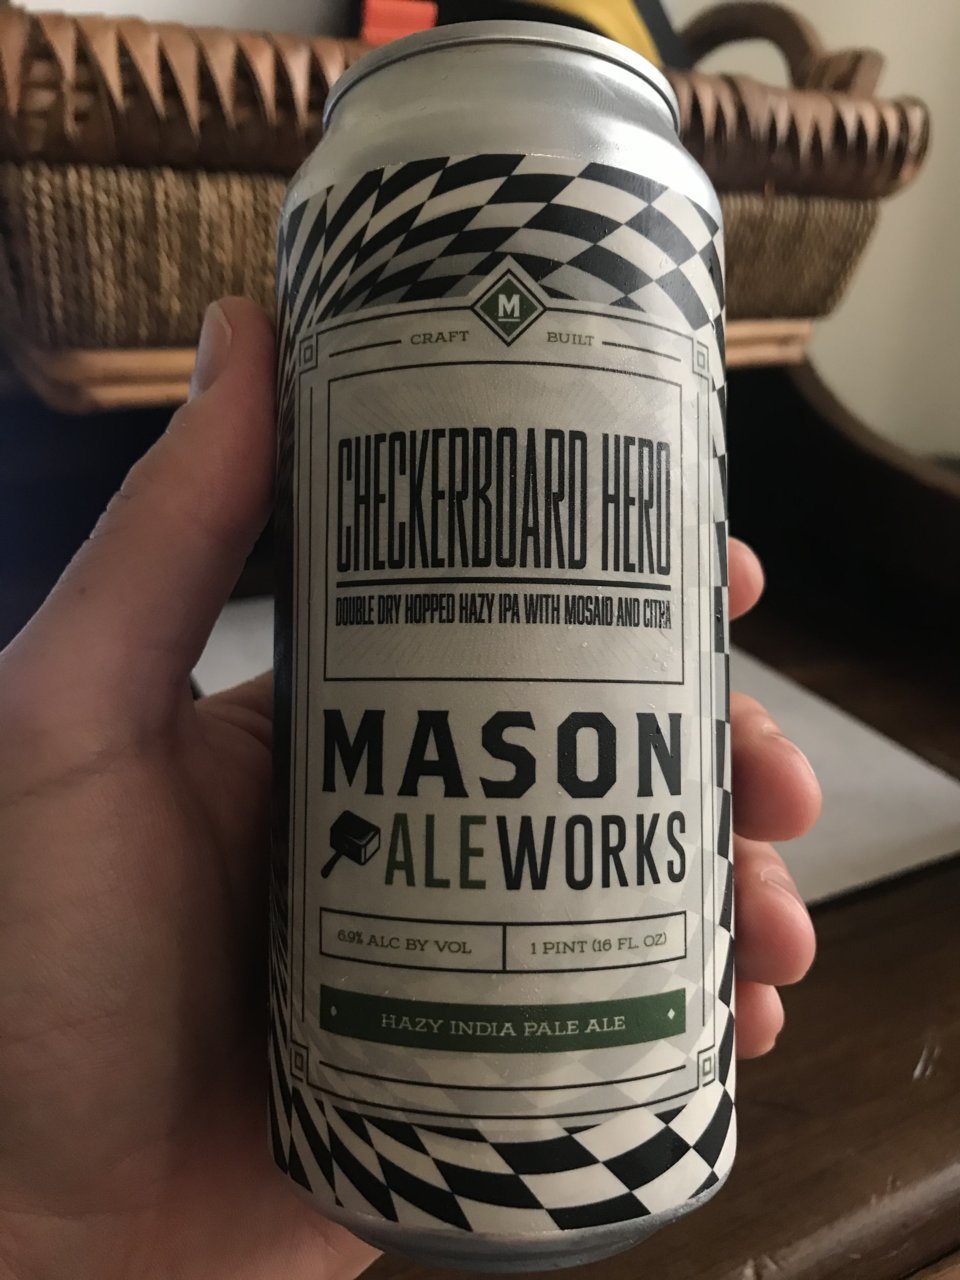 M
CRAFT BUILT
CHECKERBOARD HERO
DOUBLE DRY HOPPED HAZY IPA WITH MOSAIC AND CITRA
MASON
ALEWORKS
6.9% ALC BY VOL
1 PINT (16 FL. OZ)
HAZY INDIA PALE ALE